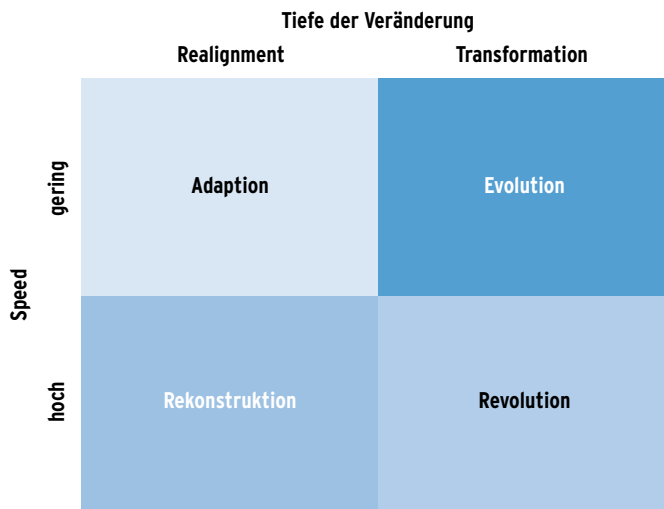 Tiefe der Veränderung
Realignment Transformation
Speed
gering
Adaption Evolution
hoch
Rekonstruktion Revolution